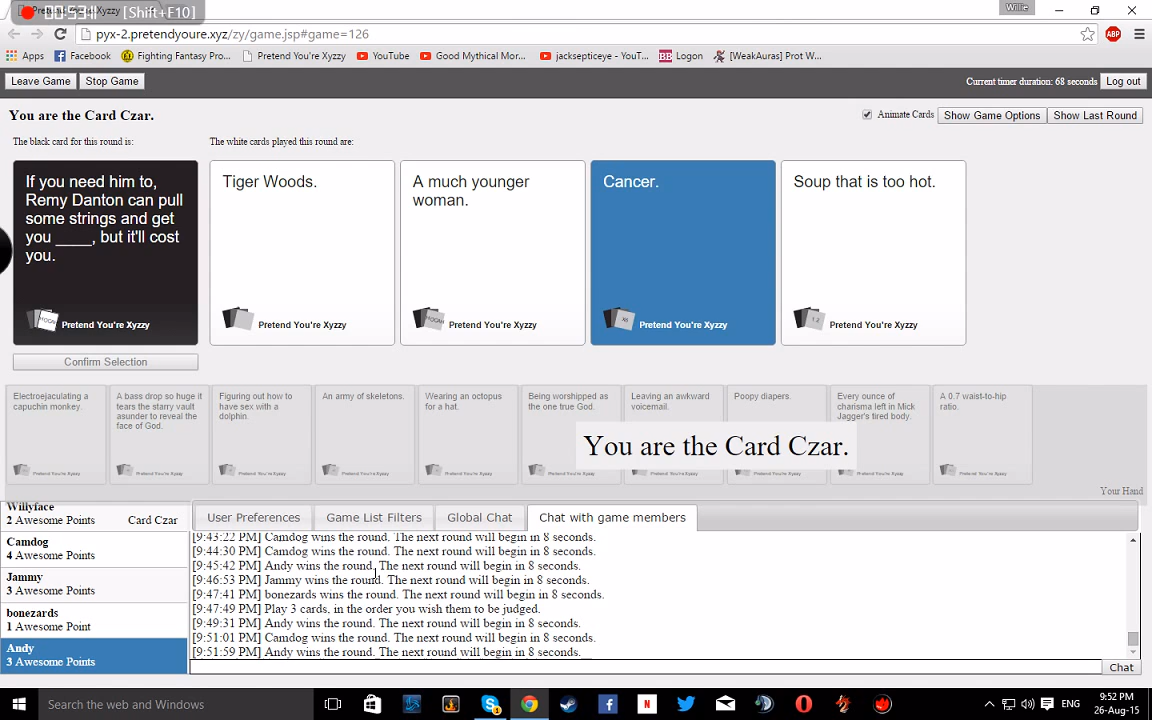 00:33:11 [Shift+F10]
Willie
pyx-2.pretendyoure.xyz/zy/game.jsp#game=126
ABP
Apps Facebook Fighting Fantasy Pro... Pretend You're Xyzzy YouTube Good Mythical Mor... jacksepticeye - YouT... Logon [WeakAuras] Prot W...
Leave Game Stop Game Current timer duration: 68 seconds Log out
You are the Card Czar. Animate Cards Show Game Options Show Last Round
The black card for this round is: The white cards played this round are:
If you need him to,
Remy Danton can pull
some strings and get
you ____, but it'll cost
you.
Pretend You're Xyzzy
Tiger Woods.
Pretend You're Xyzzy
A much younger
woman.
Pretend You're Xyzzy
Cancer.
Pretend You're Xyzzy
Soup that is too hot.
Pretend You're Xyzzy
Confirm Selection
Electroejaculating a
capuchin monkey.
A bass drop so huge it
tears the starry vault
asunder to reveal the
face of God.
Figuring out how to
have sex with a
dolphin.
An army of skeletons.
Wearing an octopus
for a hat.
Being worshipped as
the one true God.
Leaving an awkward
voicemail.
Poopy diapers.
Every ounce of
charisma left in Mick
Jagger's tired body.
A 0.7 waist-to-hip
ratio.
You are the Card Czar.
Your Hand
Willyface
2 Awesome Points Card Czar
Camdog
4 Awesome Points
Jammy
3 Awesome Points
bonezards
1 Awesome Point
Andy
3 Awesome Points
User Preferences Game List Filters Global Chat Chat with game members
[9:43:22 PM] Camdog wins the round. The next round will begin in 8 seconds.
[9:44:30 PM] Camdog wins the round. The next round will begin in 8 seconds.
[9:45:42 PM] Andy wins the round. The next round will begin in 8 seconds.
[9:46:53 PM] Jammy wins the round. The next round will begin in 8 seconds.
[9:47:41 PM] bonezards wins the round. The next round will begin in 8 seconds.
[9:47:49 PM] Play 3 cards, in the order you wish them to be judged.
[9:49:31 PM] Andy wins the round. The next round will begin in 8 seconds.
[9:51:01 PM] Camdog wins the round. The next round will begin in 8 seconds.
[9:51:59 PM] Andy wins the round. The next round will begin in 8 seconds.
Chat
Search the web and Windows
ENG
9:52 PM
26-Aug-15